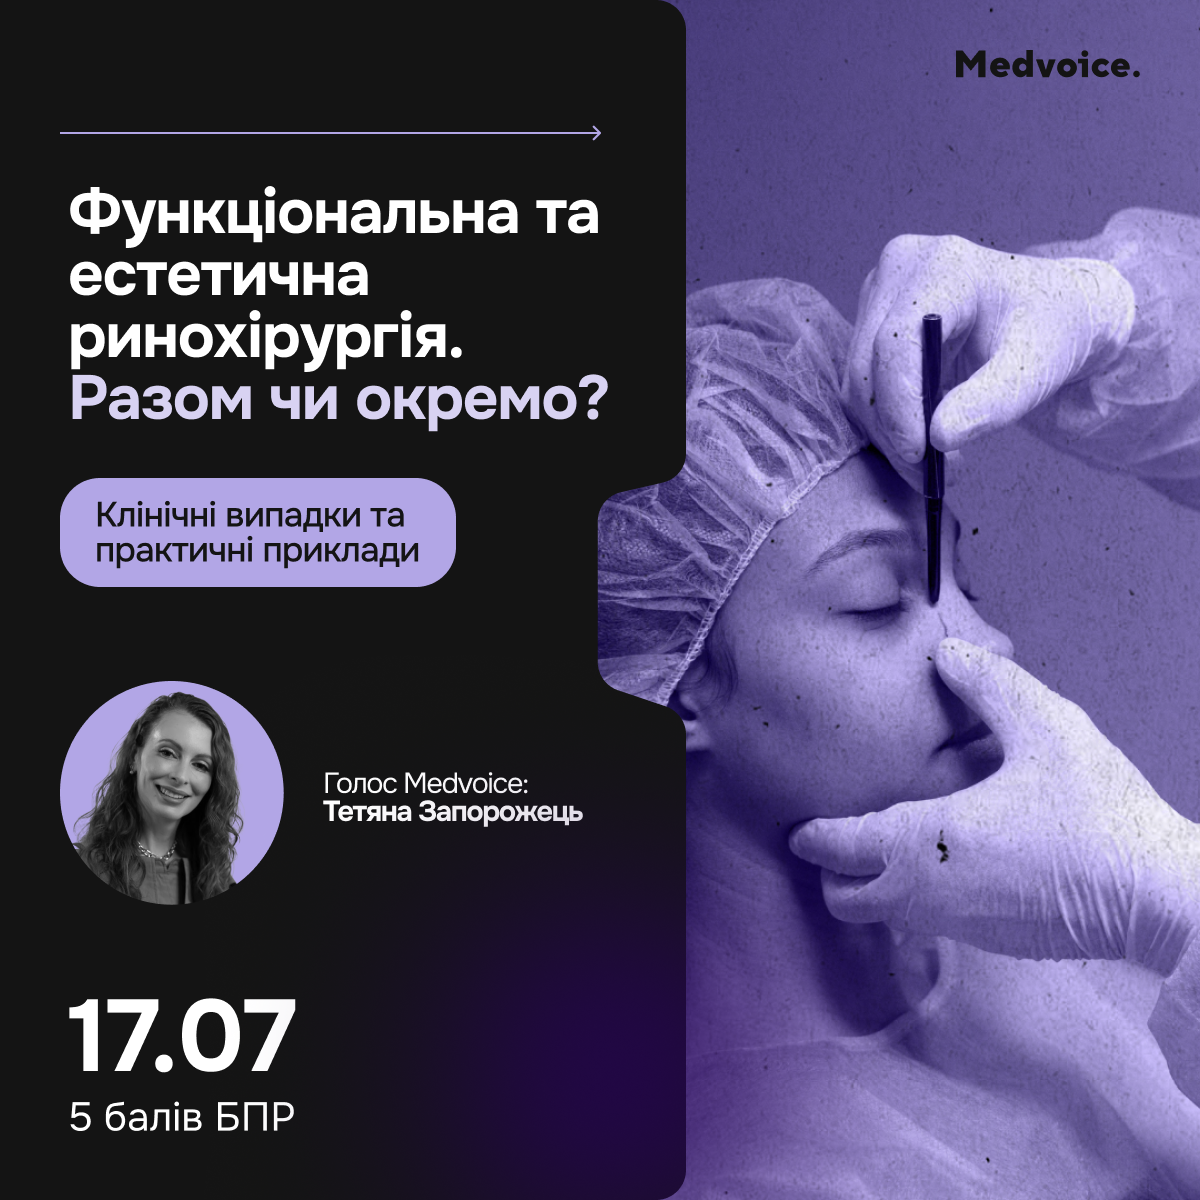 Medvoice.
Функціональна та
естетична
ринохірургія.
Разом чи окремо?
Клінічні випадки та
практичні приклади
Голос Medvoice:
Тетяна Запорожець
17.07
5 балів БПР